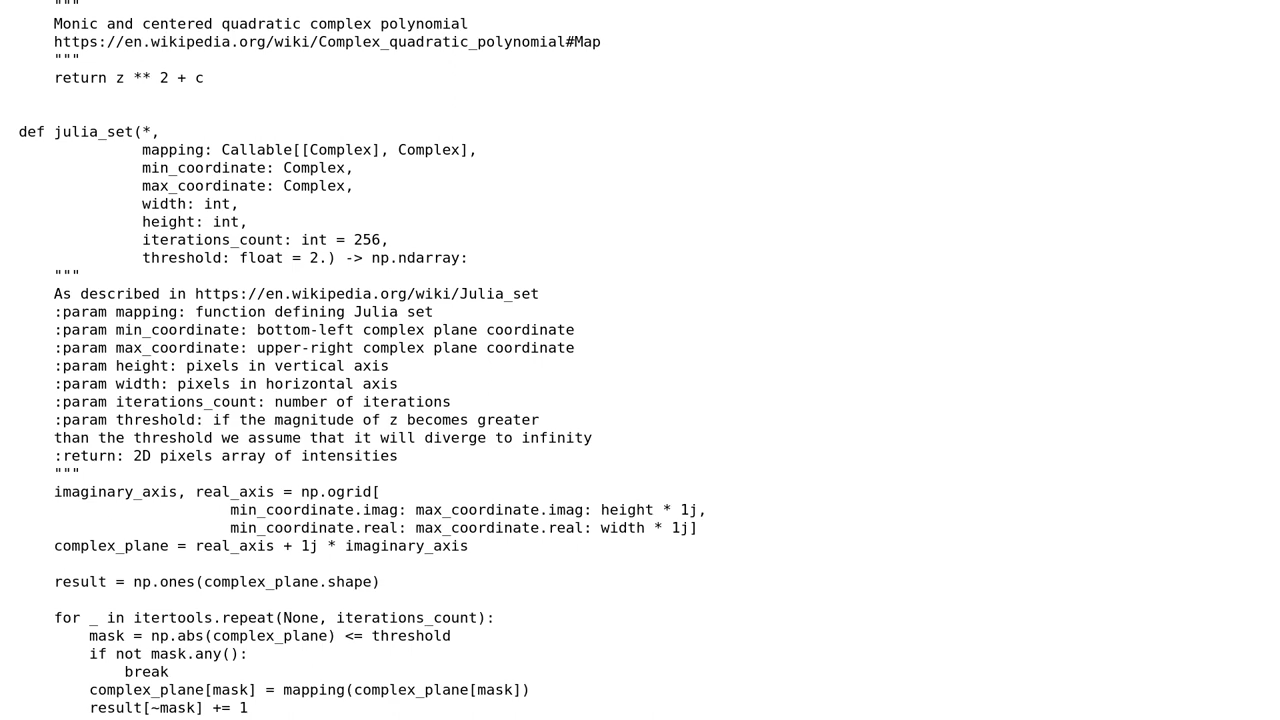 """
Monic and centered quadratic complex polynomial
https://en.wikipedia.org/wiki/Complex_quadratic_polynomial#Map
"""
return z ** 2 + c
def julia_set(*,
mapping: Callable[[Complex], Complex],
min_coordinate: Complex,
max_coordinate: Complex,
width: int,
height: int,
iterations_count: int = 256,
threshold: float = 2.) -> np.ndarray:
"""
As described in https://en.wikipedia.org/wiki/Julia_set
:param mapping: function defining Julia set
:param min_coordinate: bottom-left complex plane coordinate
:param max_coordinate: upper-right complex plane coordinate
:param height: pixels in vertical axis
:param width: pixels in horizontal axis
:param iterations_count: number of iterations
:param threshold: if the magnitude of z becomes greater
than the threshold we assume that it will diverge to infinity
:return: 2D pixels array of intensities
"""
imaginary_axis, real_axis = np.ogrid[
min_coordinate.imag: max_coordinate.imag: height * 1j,
min_coordinate.real: max_coordinate.real: width * 1j]
complex_plane = real_axis + 1j * imaginary_axis
result = np.ones(complex_plane.shape)
for _ in itertools.repeat(None, iterations_count):
mask = np.abs(complex_plane) <= threshold
if not mask.any():
break
complex_plane[mask] = mapping(complex_plane[mask])
result[~mask] += 1